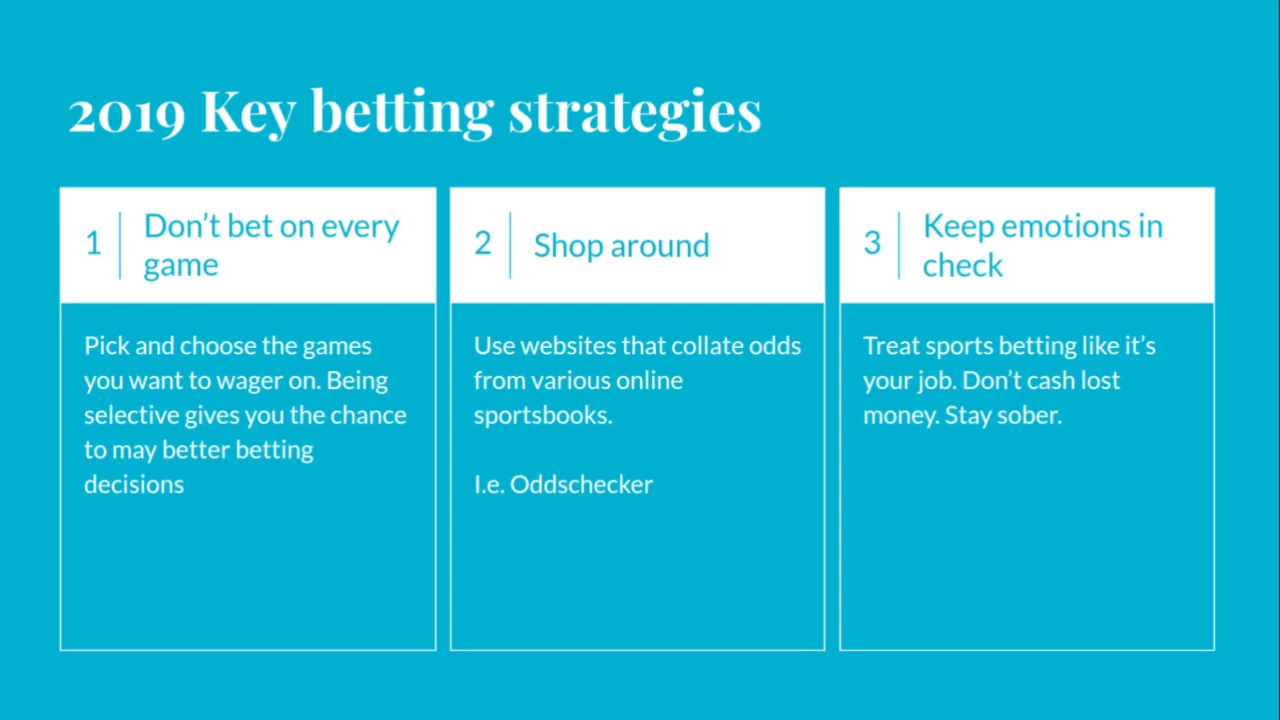 2019 Key betting strategies
1
Don’t bet on every
game
Pick and choose the games
you want to wager on. Being
selective gives you the chance
to may better betting
decisions
2
Shop around
Use websites that collate odds
from various online
sportsbooks.
I.e. Oddschecker
3
Keep emotions in
check
Treat sports betting like it’s
your job. Don’t cash lost
money. Stay sober.